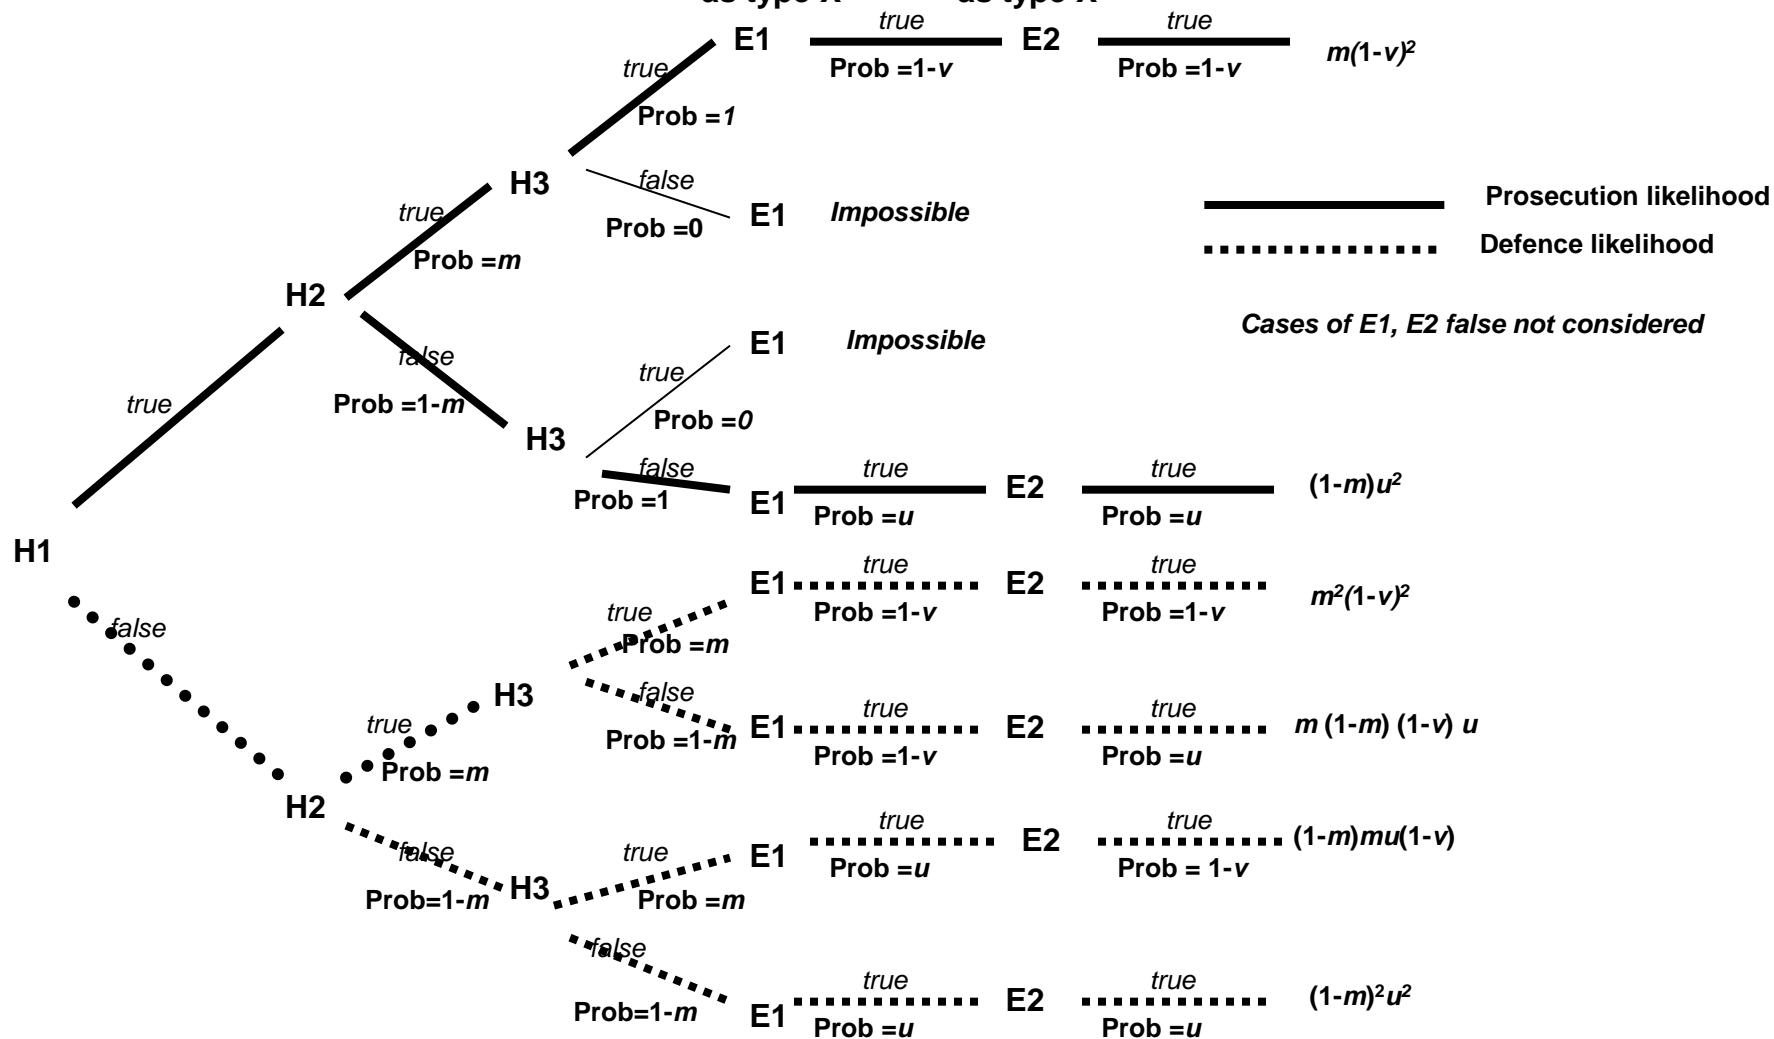 as type X as type X
true true
E1 E2
Prob =1-v Prob =1-v m(1-v)²
true
Prob =1
H3 false
E1 Impossible
Prob =0
Prosecution likelihood
Defence likelihood
true
Prob =m
H2
Cases of E1, E2 false not considered
E1 Impossible
false true
Prob =1-m Prob =0
true
H3
false true true
Prob =1 E1 E2 (1-m)u²
Prob =u Prob =u
H1
true true
E1 E2 m²(1-v)²
Prob =1-v Prob =1-v
false true
Prob =m
H3 false true true
Prob =1-m E1 E2 m (1-m) (1-v) u
Prob =1-v Prob =u
true
Prob =m
H2
true true
false true E1 E2 (1-m)mu(1-v)
Prob =u Prob = 1-v
Prob=1-m H3 Prob =m
false
true true
Prob=1-m E1 E2 (1-m)²u²
Prob =u Prob =u